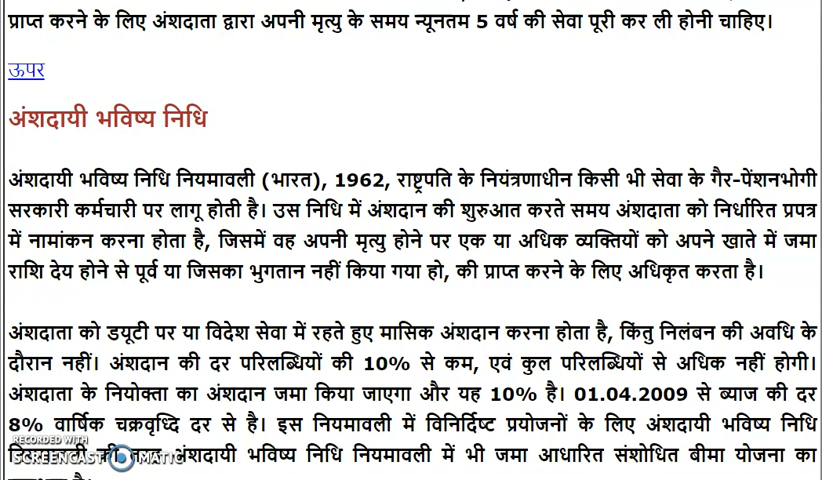 प्राप्त करने के लिए अंशदाता द्वारा अपनी मृत्यु के समय न्यूनतम 5 वर्ष की सेवा पूरी कर ली होनी चाहिए।
ऊपर
अंशदायी भविष्य निधि
अंशदायी भविष्य निधि नियमावली (भारत), 1962, राष्ट्रपति के नियंत्रणाधीन किसी भी सेवा के गैर-पेंशनभोगी
सरकारी कर्मचारी पर लागू होती है। उस निधि में अंशदान की शुरुआत करते समय अंशदाता को निर्धारित प्रपत्र
में नामांकन करना होता है, जिसमें वह अपनी मृत्यु होने पर एक या अधिक व्यक्तियों को अपने खाते में जमा
राशि देय होने से पूर्व या जिसका भुगतान नहीं किया गया हो, की प्राप्त करने के लिए अधिकृत करता है।
अंशदाता को डयूटी पर या विदेश सेवा में रहते हुए मासिक अंशदान करना होता है, किंतु निलंबन की अवधि के
दौरान नहीं। अंशदान की दर परिलब्धियों की 10% से कम, एवं कुल परिलब्धियों से अधिक नहीं होगी।
अंशदाता के नियोक्ता का अंशदान जमा किया जाएगा और यह 10% है। 01.04.2009 से ब्याज की दर
8% वार्षिक चक्रवृध्दि दर से है। इस नियमावली में विनिर्दिष्ट प्रयोजनों के लिए अंशदायी भविष्य निधि
RECORDED WITH
SCREENCAST-O-MATIC
अंशदायी भविष्य निधि नियमावली में भी जमा आधारित संशोधित बीमा योजना का